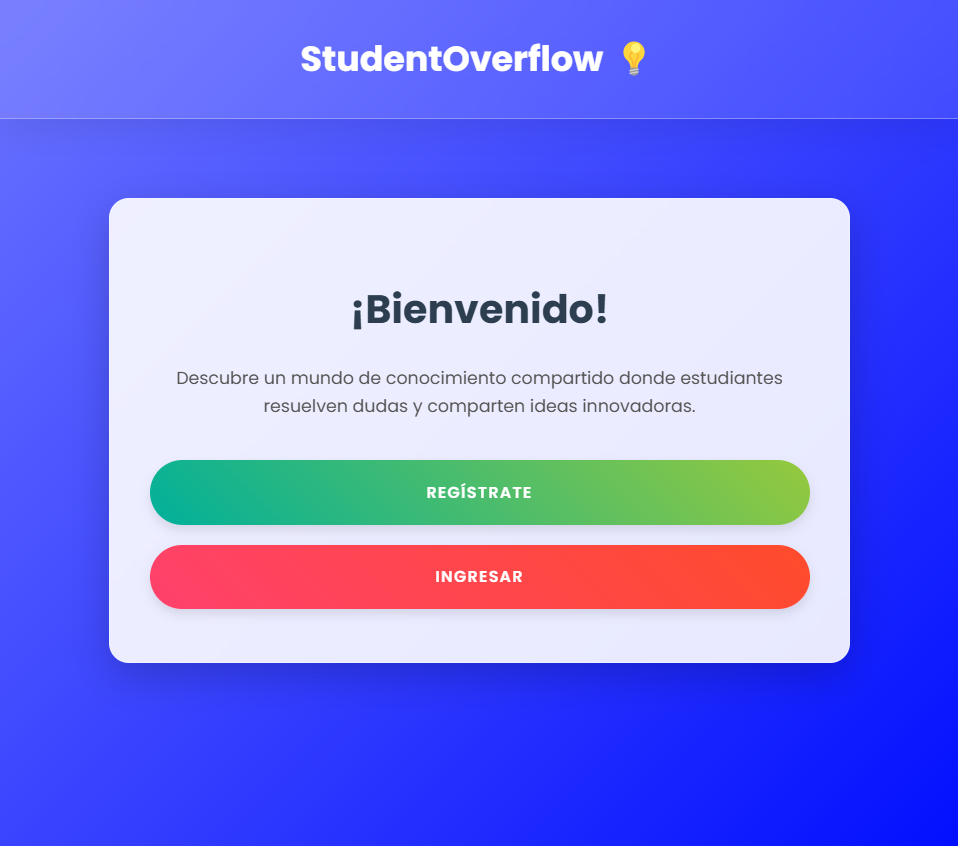 StudentOverflow 💡
¡Bienvenido!
Descubre un mundo de conocimiento compartido donde estudiantes
resuelven dudas y comparten ideas innovadoras.
REGÍSTRATE
INGRESAR